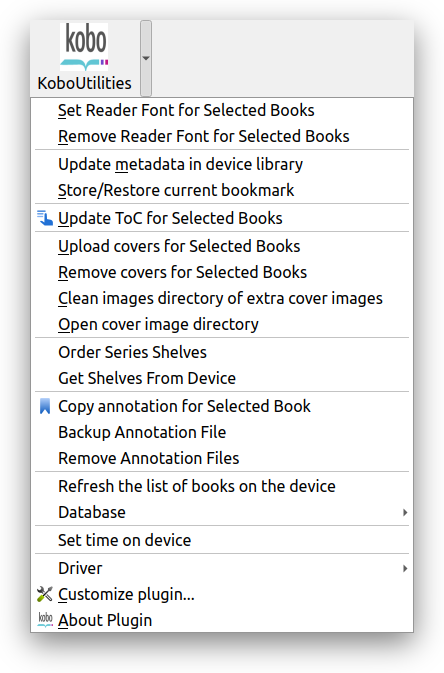 kobo
KoboUtilities
Set Reader Font for Selected Books
Remove Reader Font for Selected Books
Update metadata in device library
Store/Restore current bookmark
Update ToC for Selected Books
Upload covers for Selected Books
Remove covers for Selected Books
Clean images directory of extra cover images
Open cover image directory
Order Series Shelves
Get Shelves From Device
Copy annotation for Selected Book
Backup Annotation File
Remove Annotation Files
Refresh the list of books on the device
Database
Set time on device
Driver
Customize plugin...
kobo About Plugin